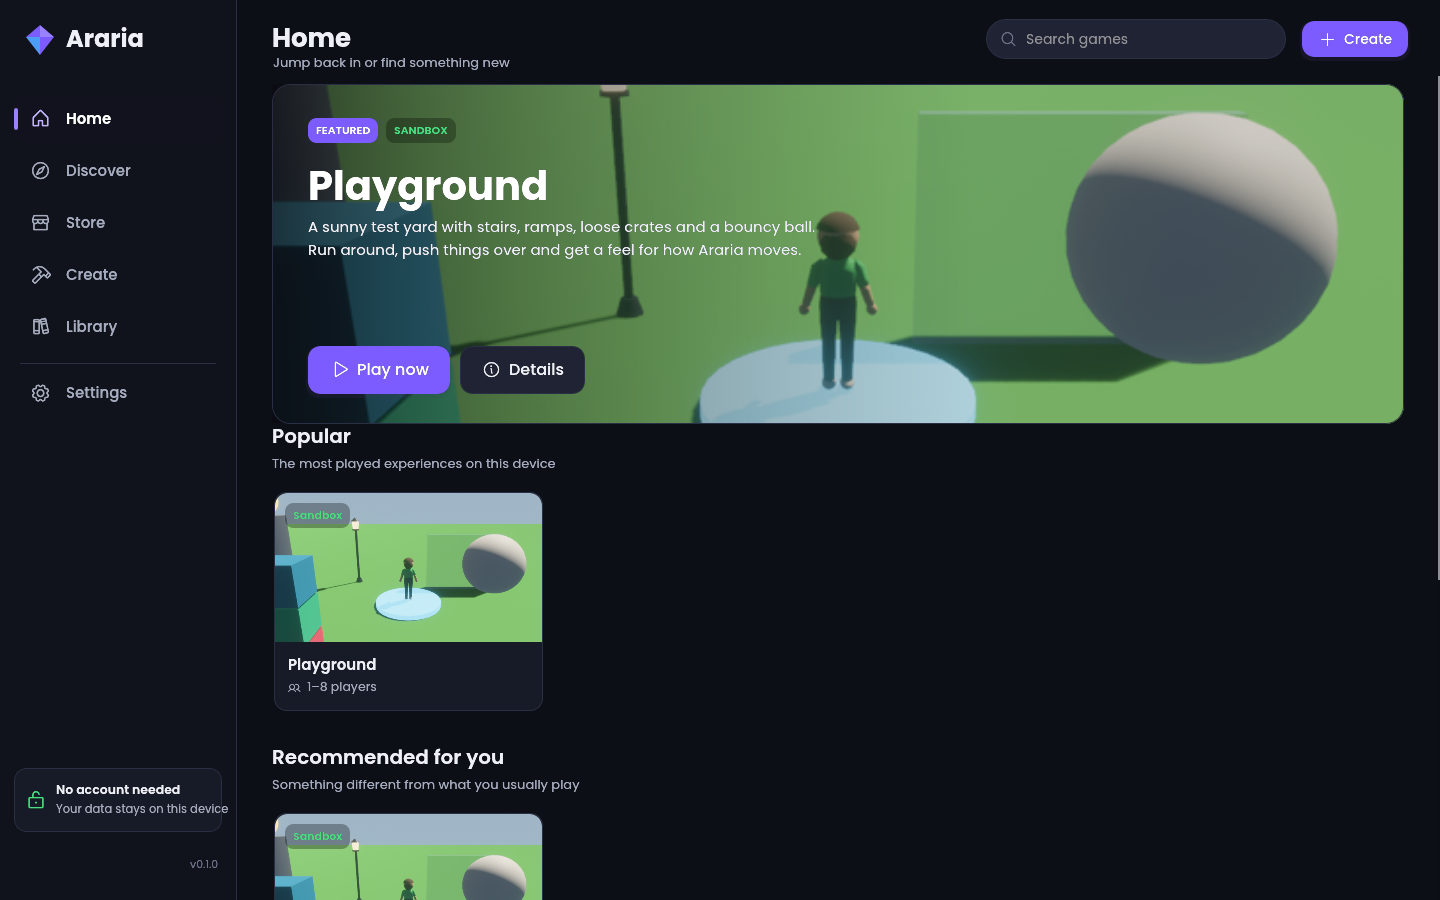 Araria
Home
Discover
Store
Create
Library
Settings
No account needed
Your data stays on this device
v0.1.0
Home
Jump back in or find something new
Search games
Create
FEATURED
SANDBOX
Playground
A sunny test yard with stairs, ramps, loose crates and a bouncy ball.
Run around, push things over and get a feel for how Araria moves.
Play now
Details
Popular
The most played experiences on this device
Sandbox
Playground
1–8 players
Recommended for you
Something different from what you usually play
Sandbox